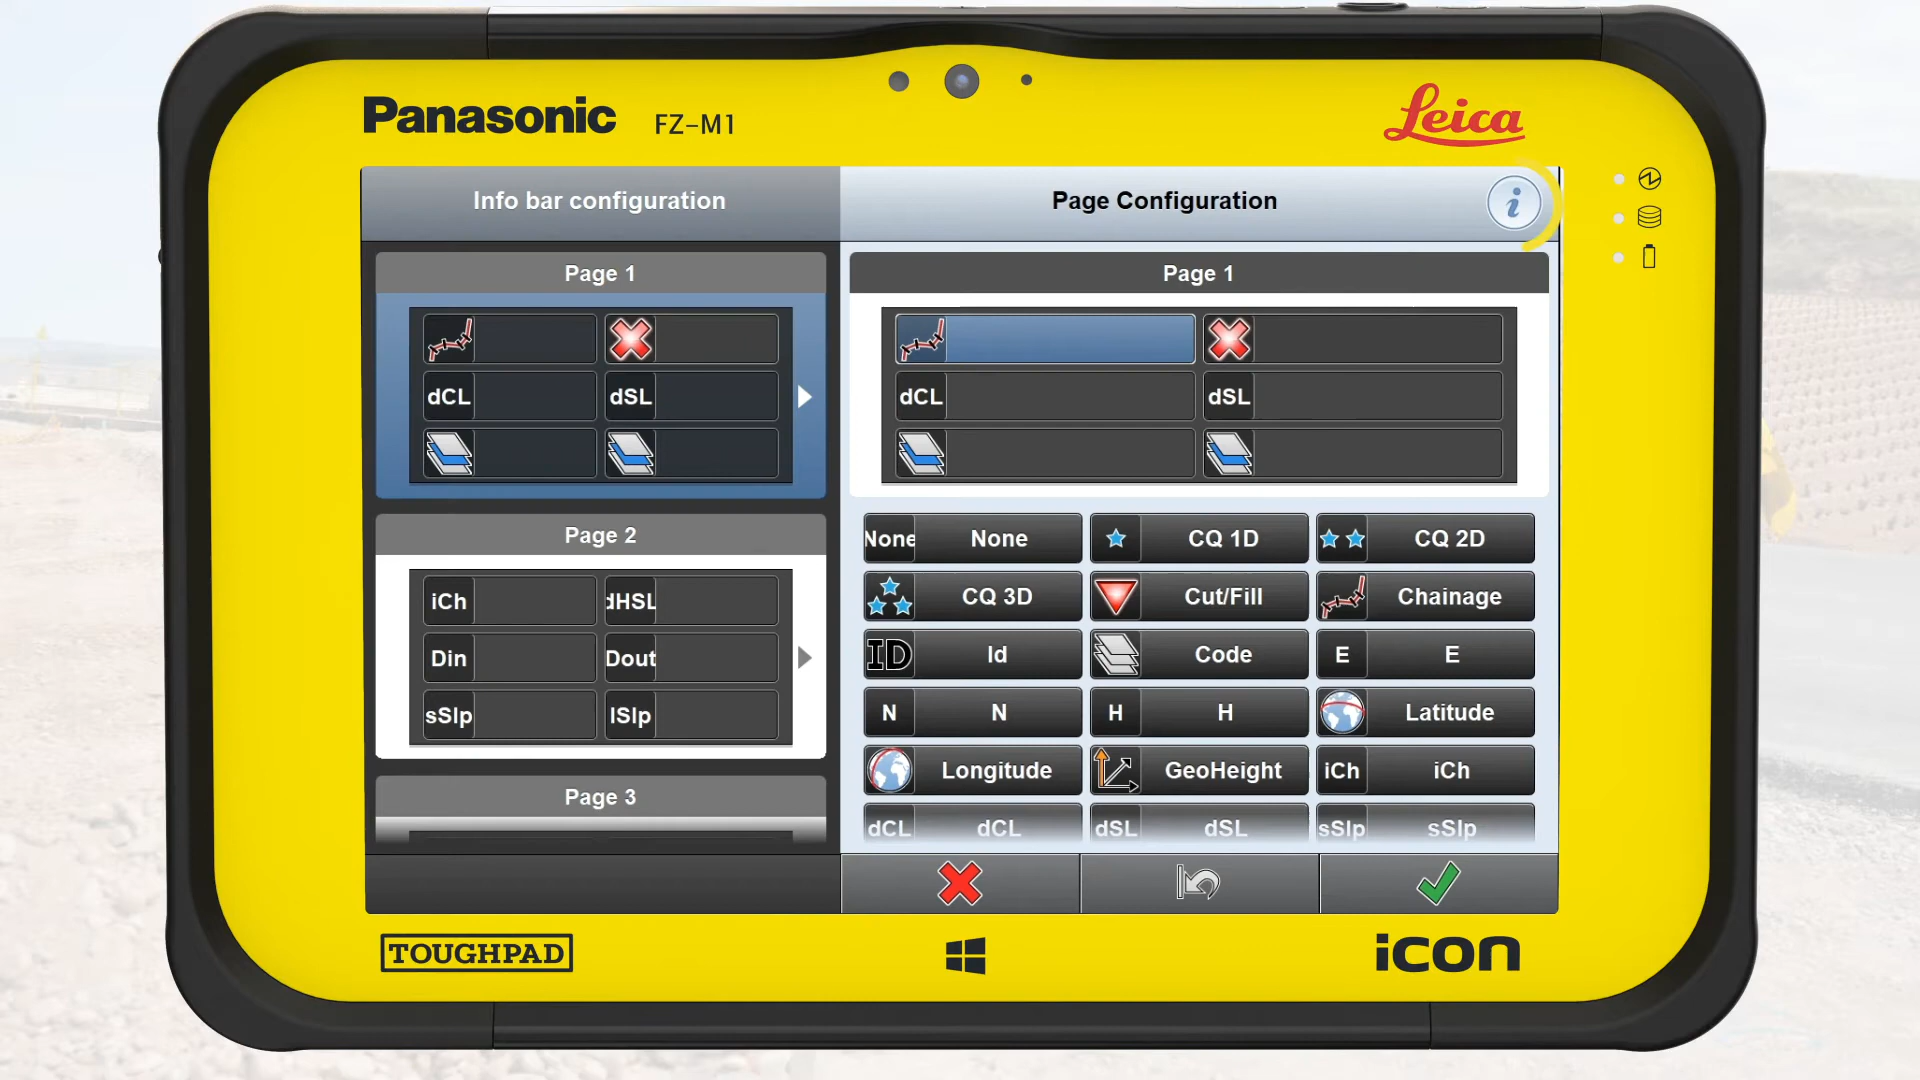 Panasonic FZ-M1 Leica
Info bar configuration
Page Configuration
i
Page 1
dCL dSL
Page 2
iCh dHSL
Din Dout
sSlp lSlp
Page 3
Page 1
dCL dSL
None None CQ 1D CQ 2D
CQ 3D Cut/Fill Chainage
ID Id Code E E
N N H H Latitude
Longitude GeoHeight iCh iCh
dCL dCL dSL dSL sSlp sSlp
TOUGHPAD icon